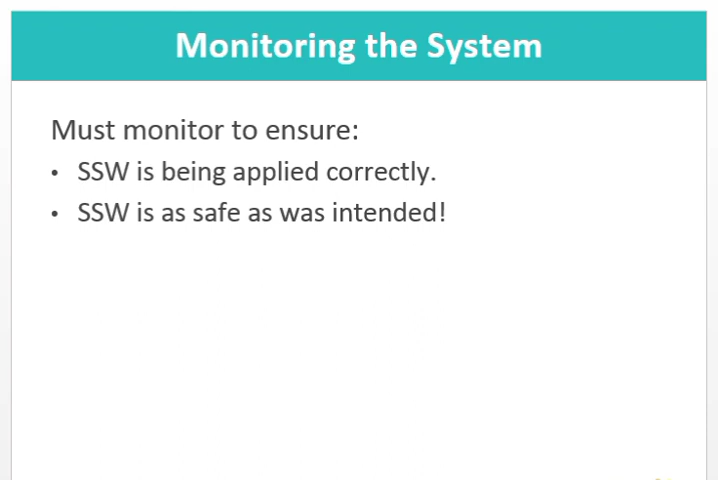 Monitoring the System
Must monitor to ensure:
• SSW is being applied correctly.
• SSW is as safe as was intended!